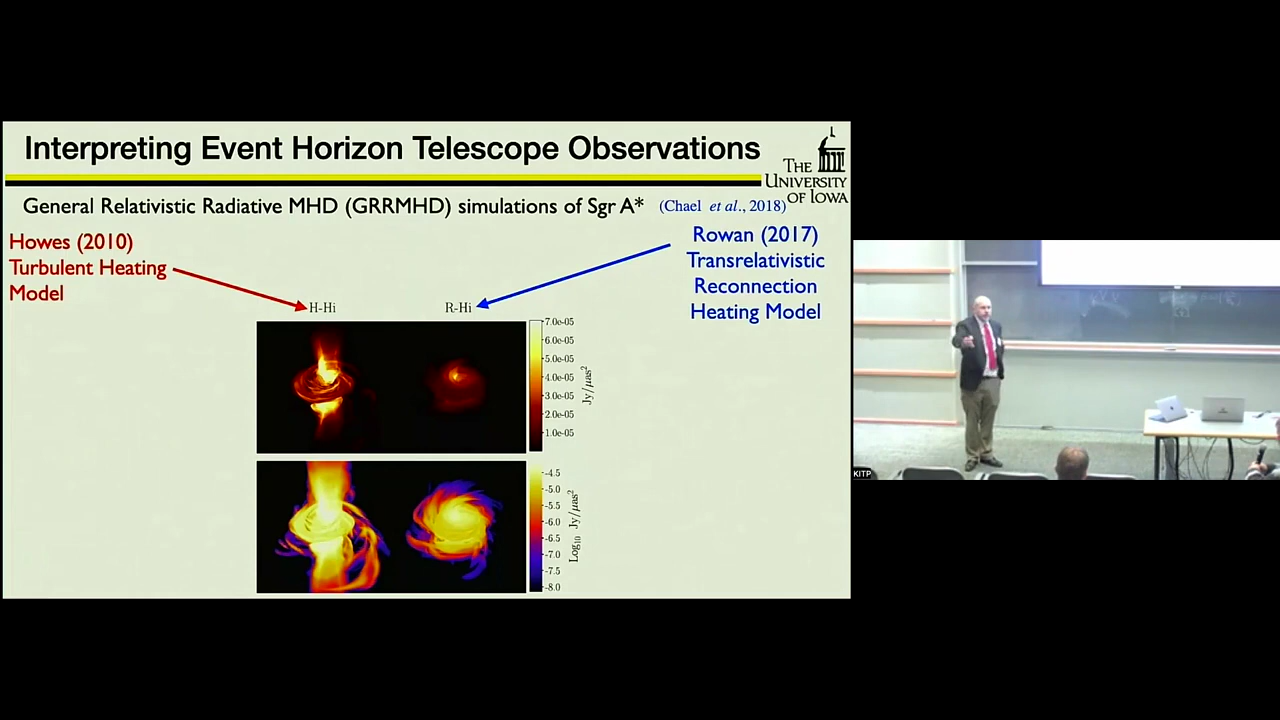 Interpreting Event Horizon Telescope Observations
THE
UNIVERSITY
OF IOWA
General Relativistic Radiative MHD (GRRMHD) simulations of Sgr A* (Chael et al., 2018)
Howes (2010)
Turbulent Heating
Model
Rowan (2017)
Transrelativistic
Reconnection
Heating Model
H-Hi
R-Hi
7.0e-05
6.0e-05
5.0e-05
4.0e-05
3.0e-05
2.0e-05
1.0e-05
Jy/μas²
-4.5
-5.0
-5.5
-6.0
-6.5
-7.0
-7.5
-8.0
Log₁₀ Jy/μas²
KITP